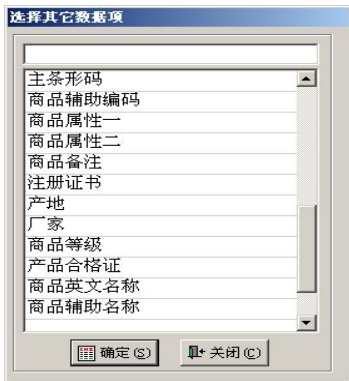 选择其它数据项
主条形码
商品辅助编码
商品属性一
商品属性二
商品备注
注册证书
产地
厂家
商品等级
产品合格证
商品英文名称
商品辅助名称
确定(S) 关闭(C)